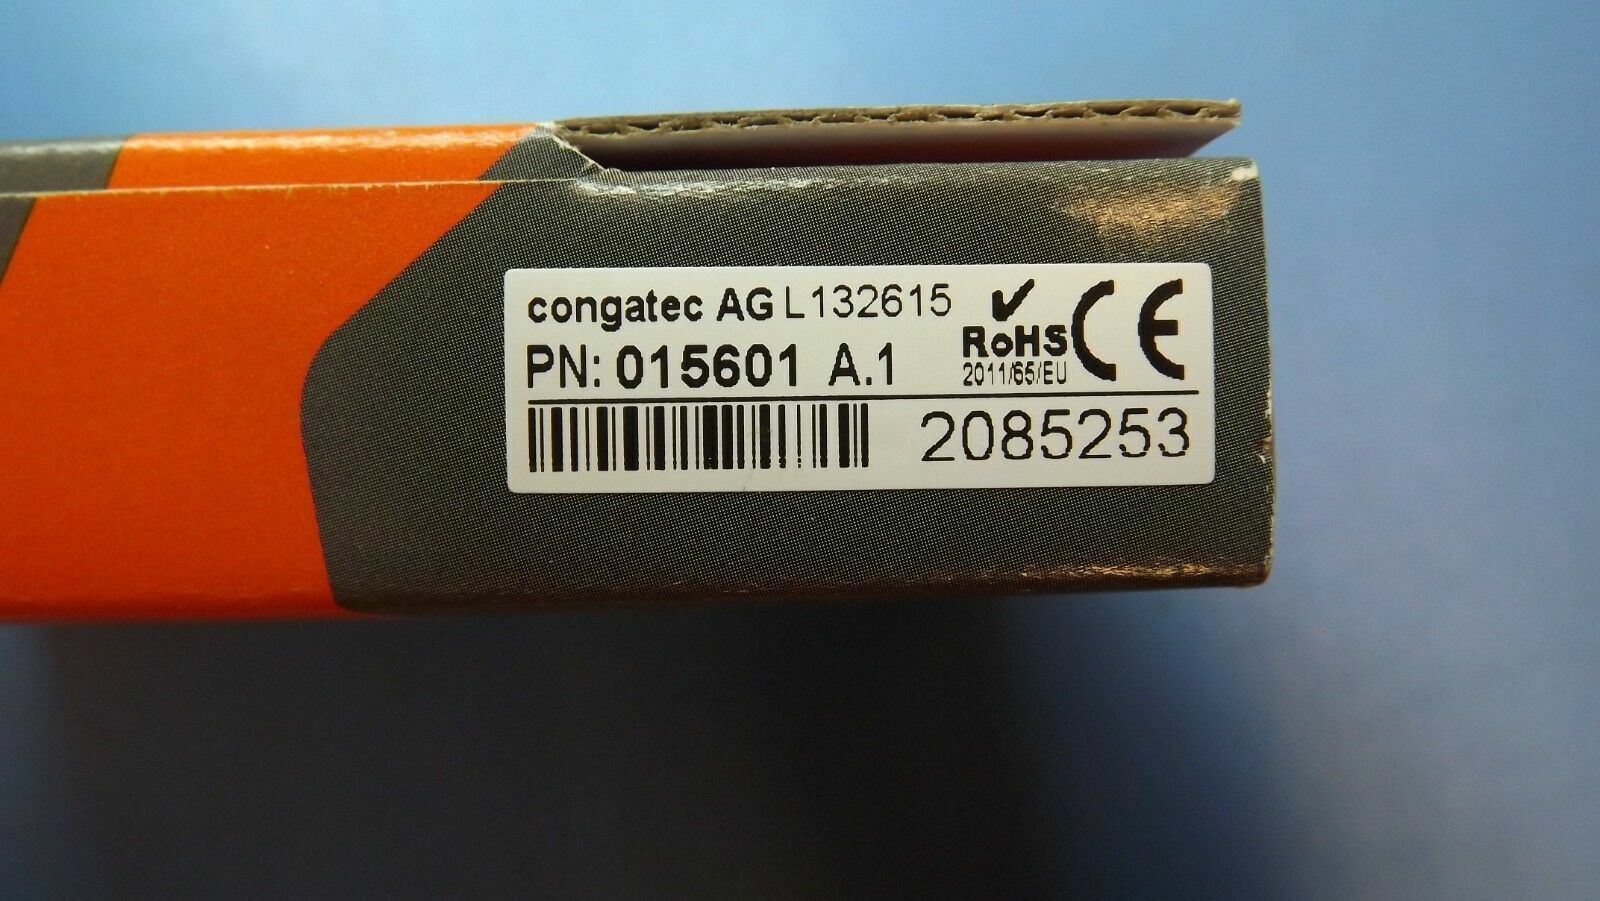 congatec AG L132615
PN: 015601 A.1
RoHS
2011/65/EU
CE
2085253